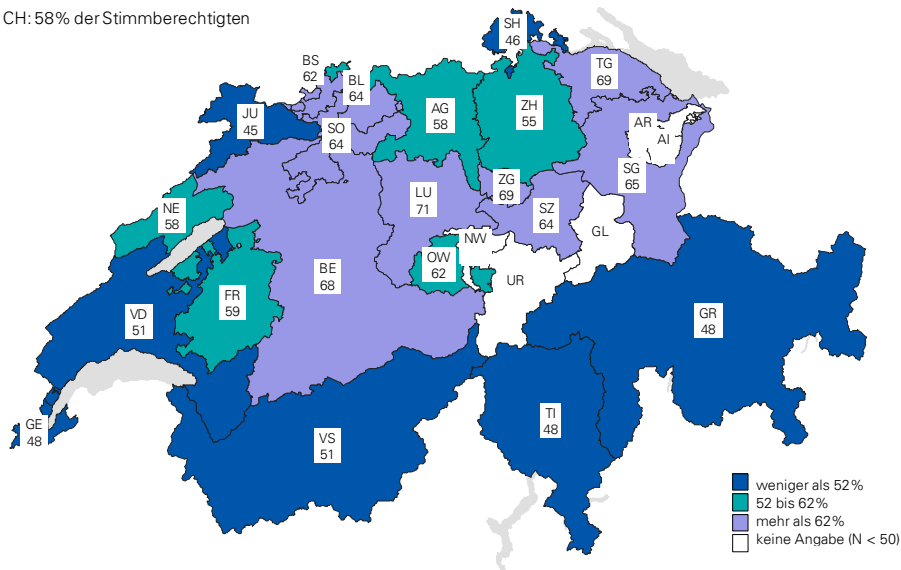 CH: 58% der Stimmberechtigten
SH
46
BS
62
BL
64
TG
69
JU
45
AG
58
ZH
55
SO
64
AR
AI
SG
65
ZG
69
LU
71
NE
58
SZ
64
GL
NW
OW
62
BE
68
UR
FR
59
VD
51
GR
48
GE
48
VS
51
TI
48
weniger als 52%
52 bis 62%
mehr als 62%
keine Angabe (N < 50)